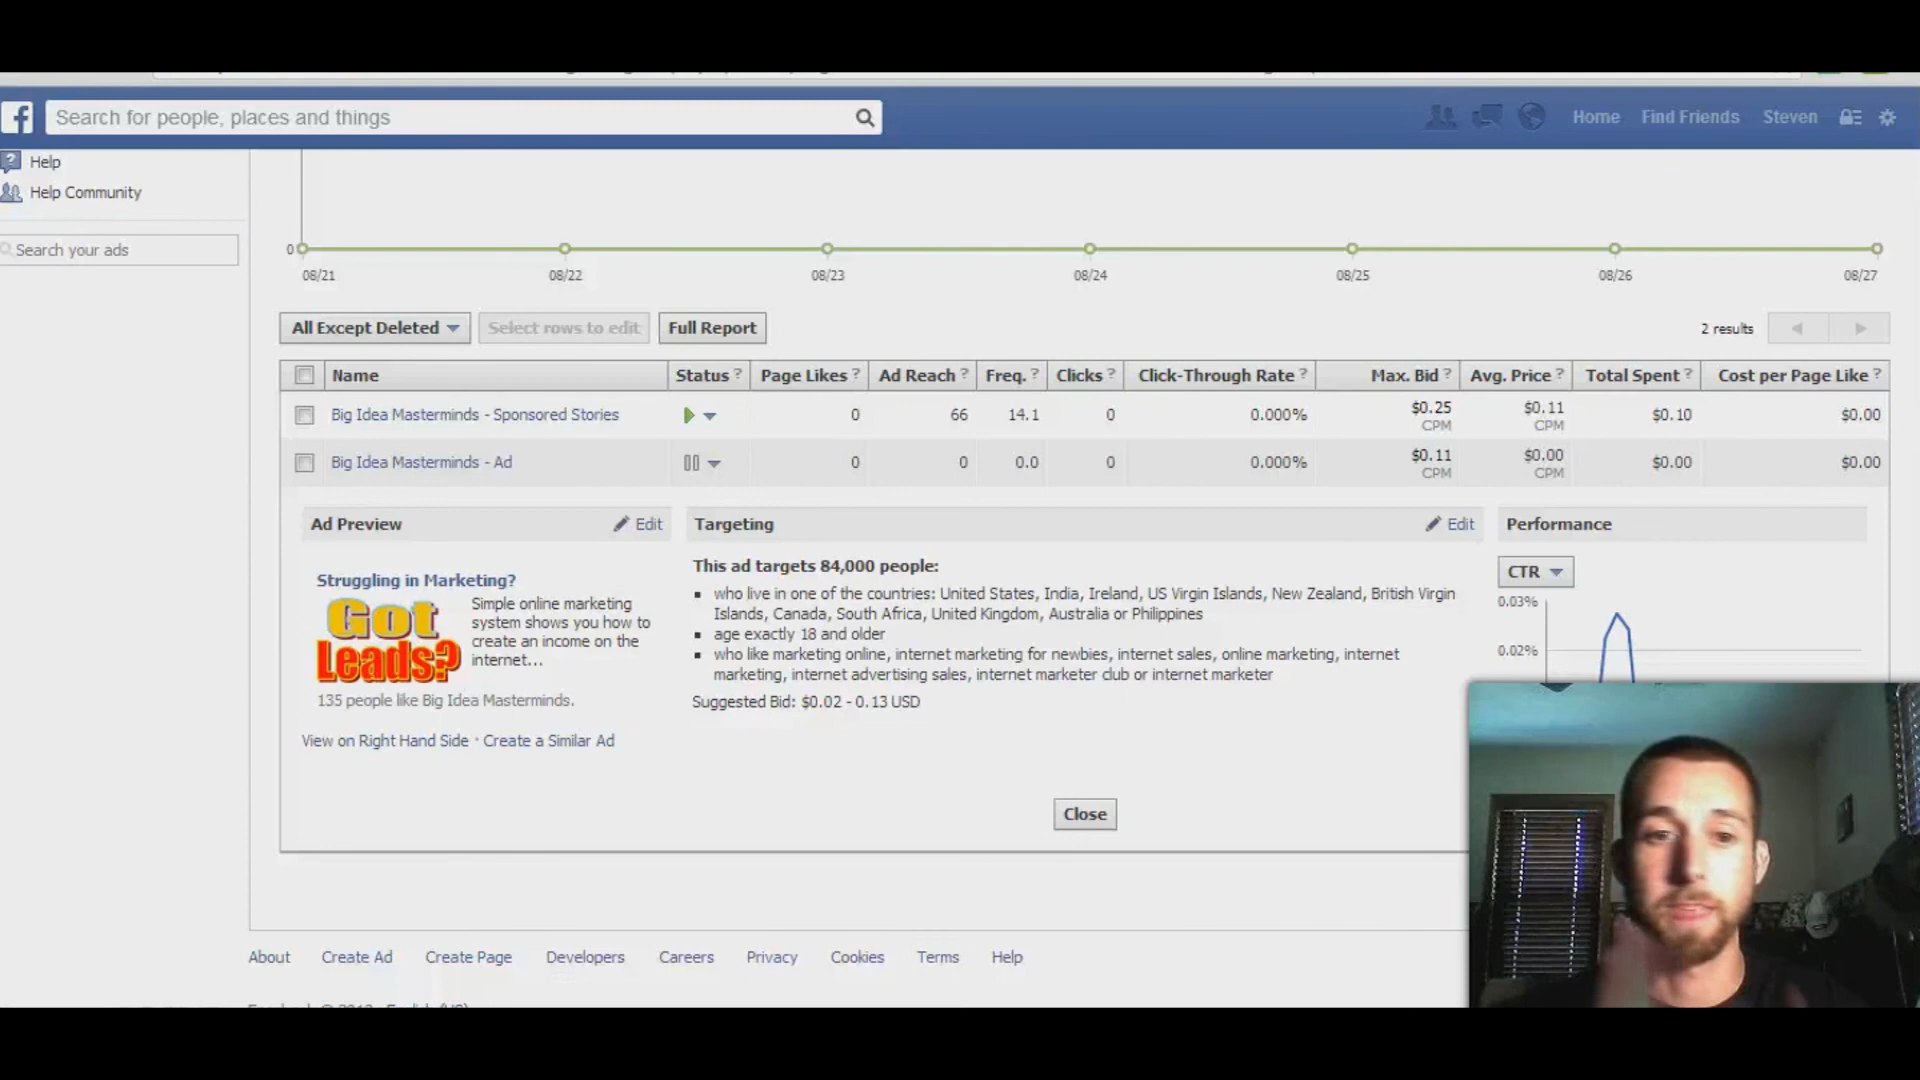 Search for people, places and things
Home Find Friends Steven
Help
Help Community
Search your ads
0
08/21 08/22 08/23 08/24 08/25 08/26 08/27
All Except Deleted Select rows to edit Full Report 2 results
Name Status ? Page Likes ? Ad Reach ? Freq. ? Clicks ? Click-Through Rate ? Max. Bid ? Avg. Price ? Total Spent ? Cost per Page Like ?
Big Idea Masterminds - Sponsored Stories 0 66 14.1 0 0.000% $0.25 $0.11 $0.10 $0.00
CPM CPM
Big Idea Masterminds - Ad 0 0 0.0 0 0.000% $0.11 $0.00 $0.00 $0.00
CPM CPM
Ad Preview Edit Targeting Edit Performance
Struggling in Marketing?
Got
Leads?
Simple online marketing
system shows you how to
create an income on the
internet...
135 people like Big Idea Masterminds.
View on Right Hand Side · Create a Similar Ad
This ad targets 84,000 people:
who live in one of the countries: United States, India, Ireland, US Virgin Islands, New Zealand, British Virgin
Islands, Canada, South Africa, United Kingdom, Australia or Philippines
age exactly 18 and older
who like marketing online, internet marketing for newbies, internet sales, online marketing, internet
marketing, internet advertising sales, internet marketer club or internet marketer
Suggested Bid: $0.02 - 0.13 USD
CTR
0.03%
0.02%
Close
About Create Ad Create Page Developers Careers Privacy Cookies Terms Help